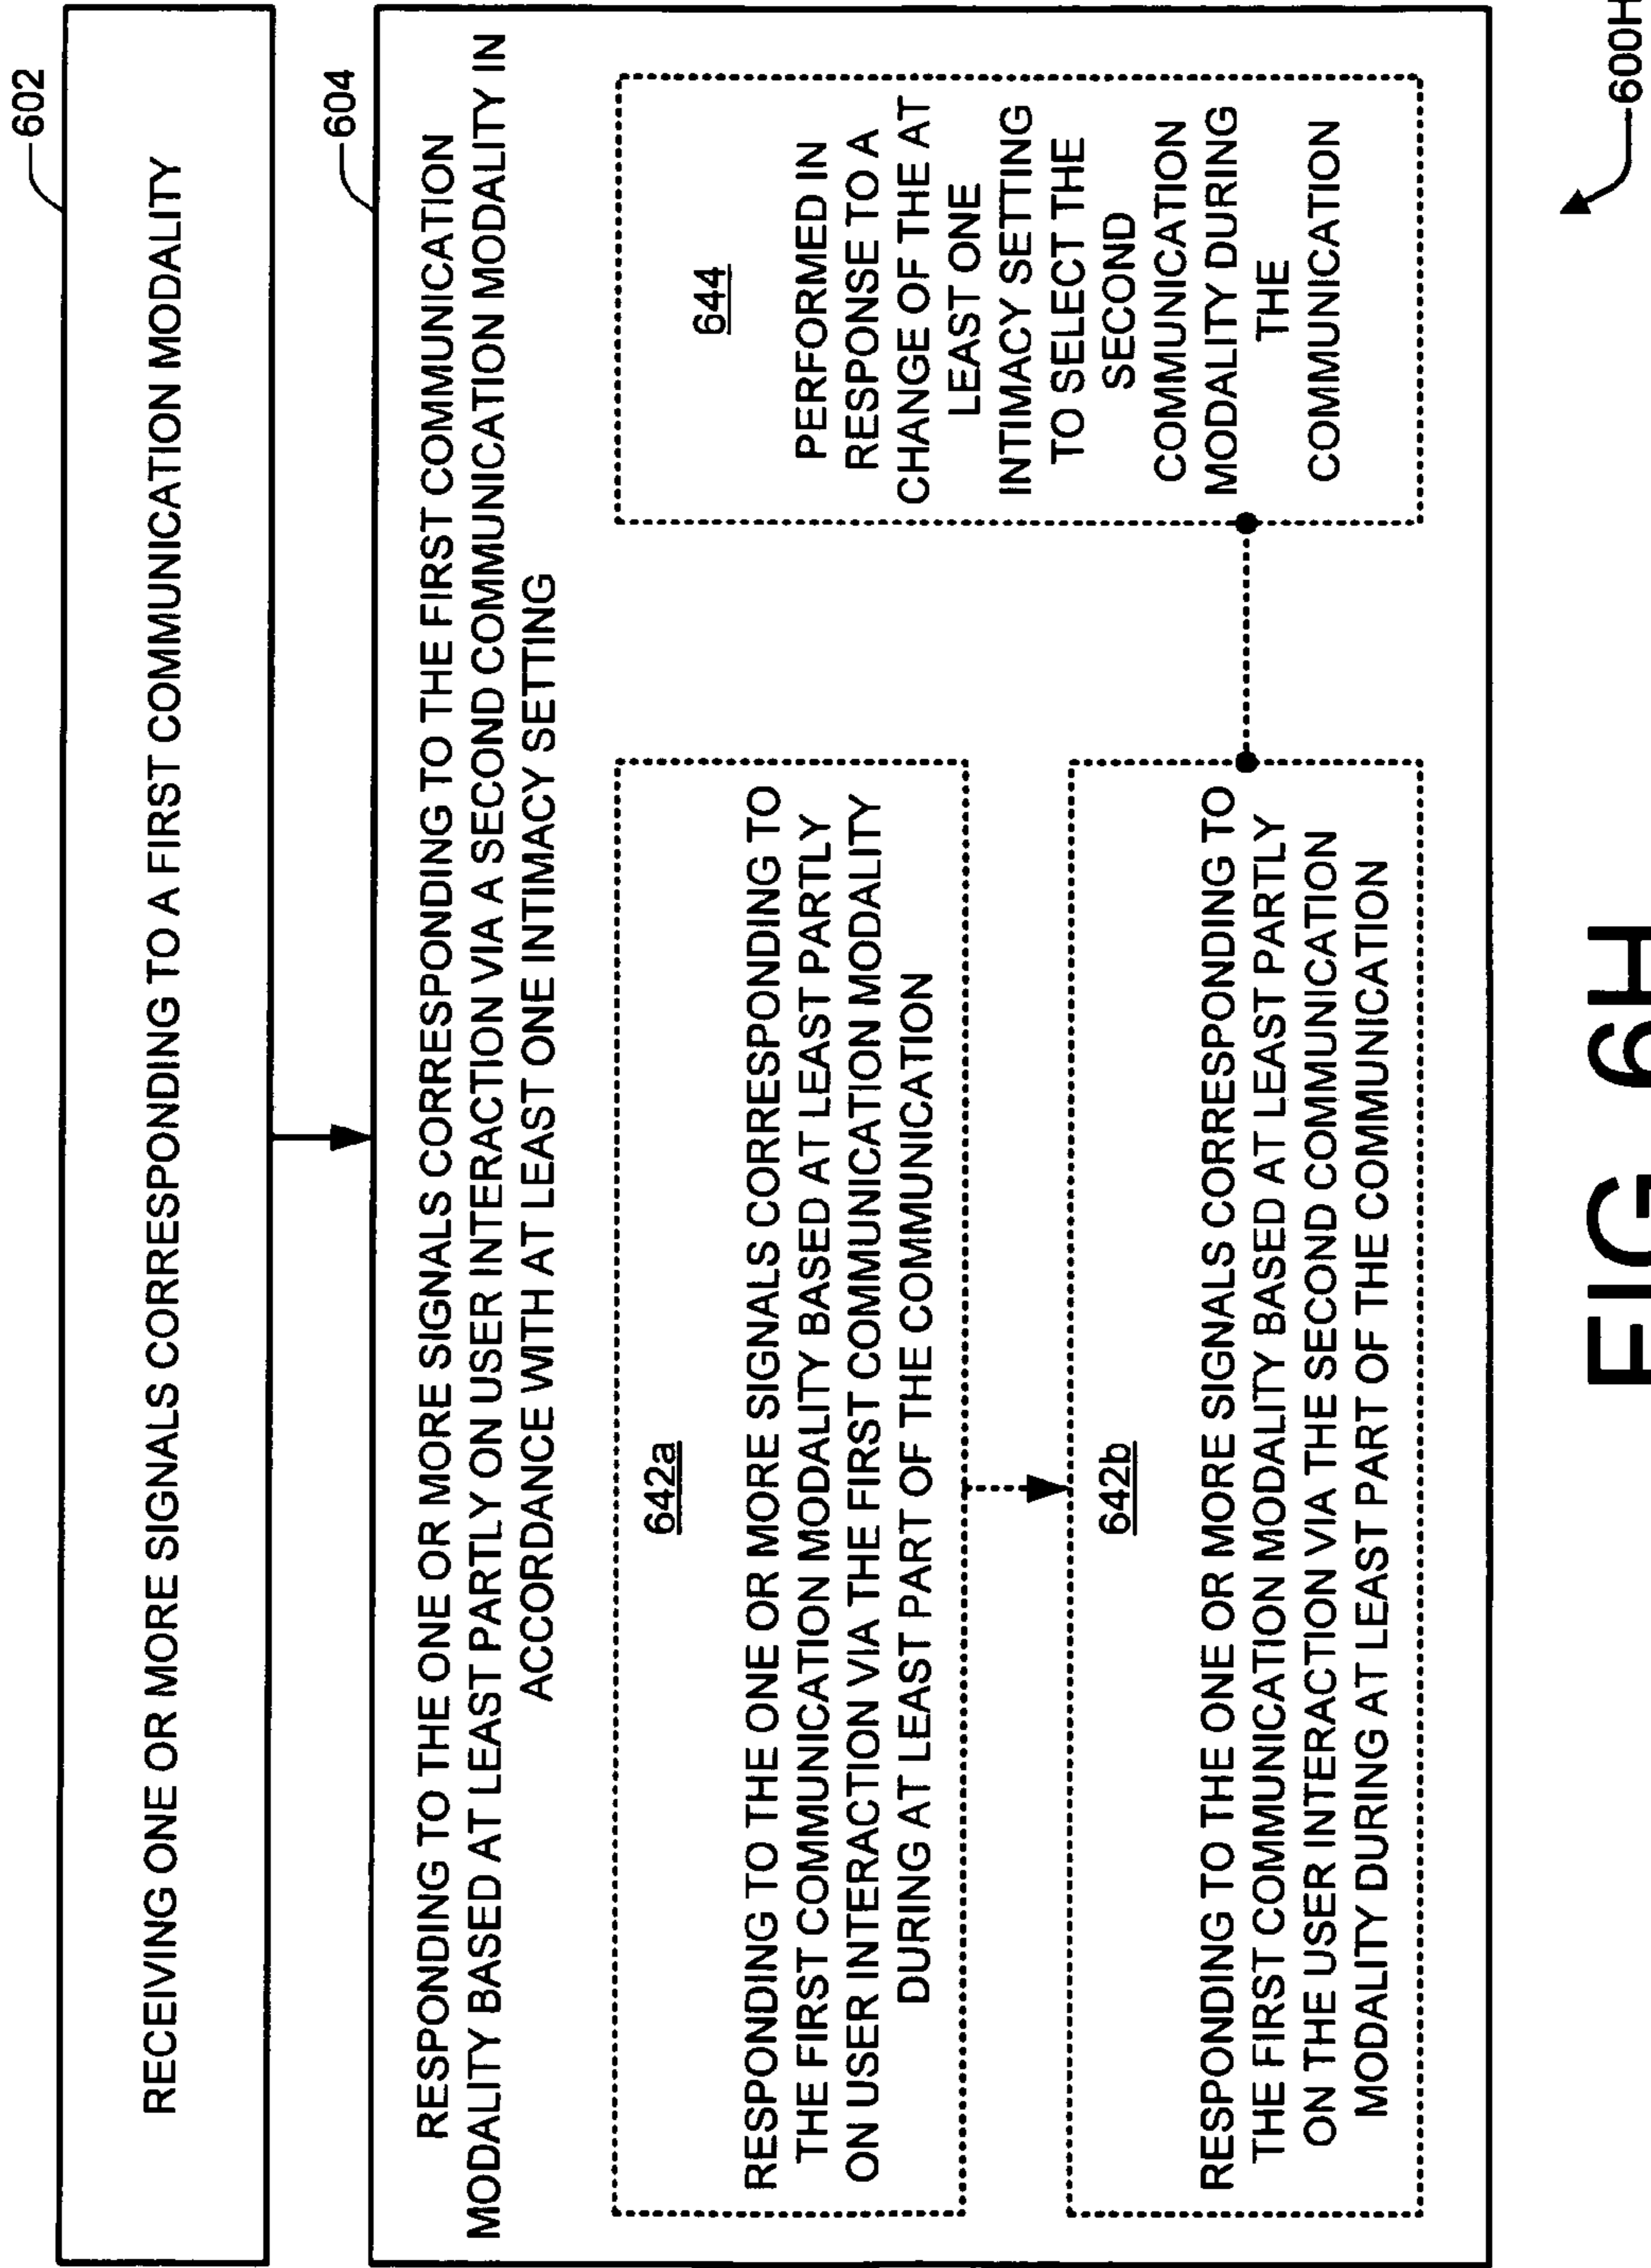 602
RECEIVING ONE OR MORE SIGNALS CORRESPONDING TO A FIRST COMMUNICATION MODALITY
604
RESPONDING TO THE ONE OR MORE SIGNALS CORRESPONDING TO THE FIRST COMMUNICATION
MODALITY BASED AT LEAST PARTLY ON USER INTERACTION VIA A SECOND COMMUNICATION MODALITY IN
ACCORDANCE WITH AT LEAST ONE INTIMACY SETTING
642a
RESPONDING TO THE ONE OR MORE SIGNALS CORRESPONDING TO
THE FIRST COMMUNICATION MODALITY BASED AT LEAST PARTLY
ON USER INTERACTION VIA THE FIRST COMMUNICATION MODALITY
DURING AT LEAST PART OF THE COMMUNICATION
642b
RESPONDING TO THE ONE OR MORE SIGNALS CORRESPONDING TO
THE FIRST COMMUNICATION MODALITY BASED AT LEAST PARTLY
ON THE USER INTERACTION VIA THE SECOND COMMUNICATION
MODALITY DURING AT LEAST PART OF THE COMMUNICATION
644
PERFORMED IN
RESPONSE TO A
CHANGE OF THE AT
LEAST ONE
INTIMACY SETTING
TO SELECT THE
SECOND
COMMUNICATION
MODALITY DURING
THE
COMMUNICATION
600H
FIG 6H